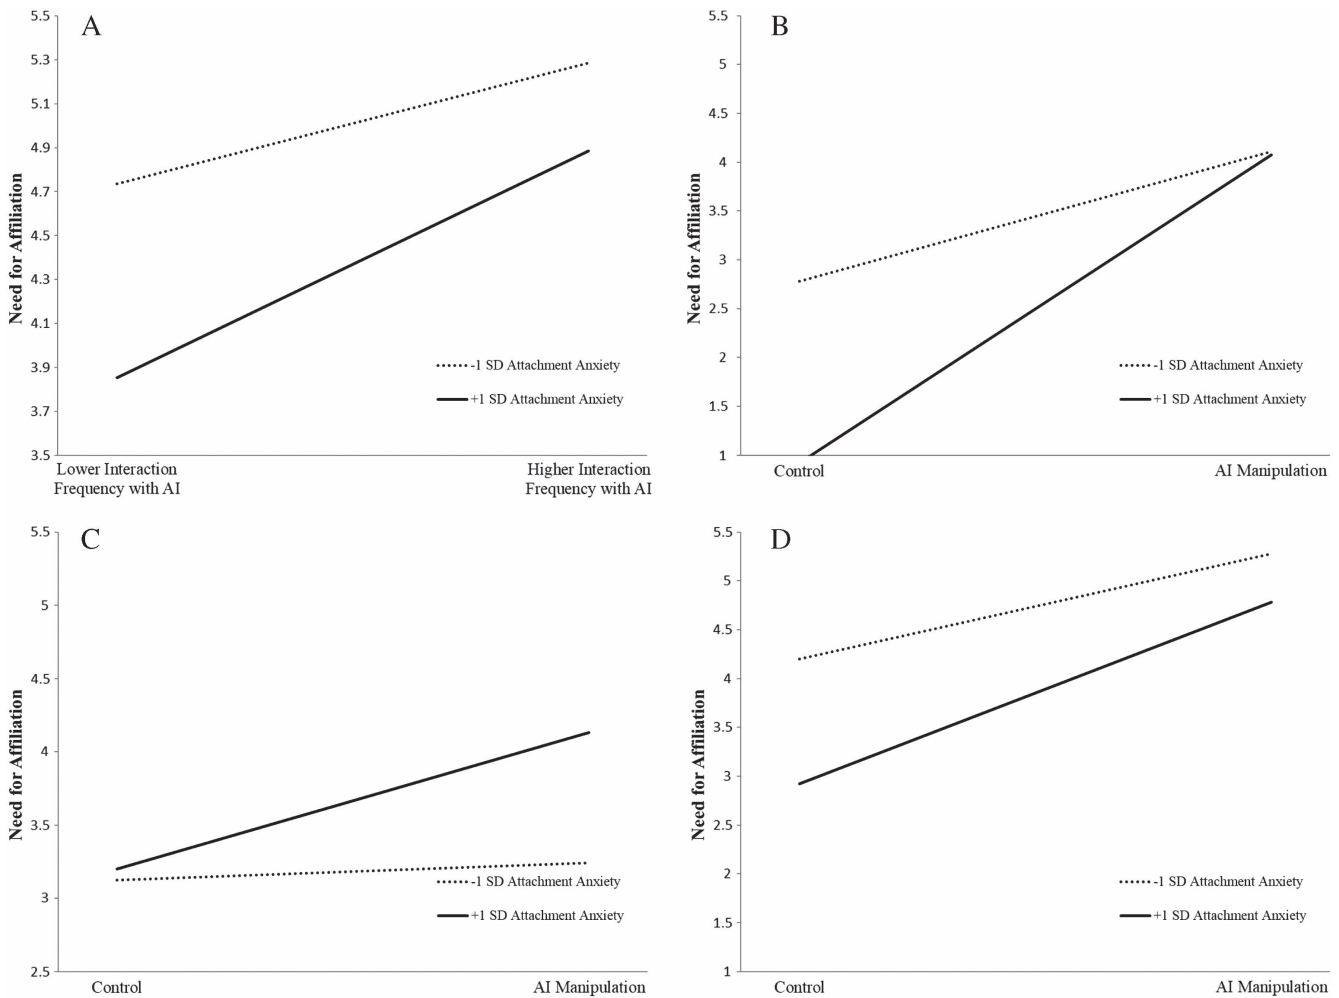 A
5.5
5.3
5.1
4.9
4.7
4.5
4.3
4.1
3.9
3.7
3.5
Need for Affiliation
-1 SD Attachment Anxiety
+1 SD Attachment Anxiety
Lower Interaction
Frequency with AI
Higher Interaction
Frequency with AI
B
5.5
5
4.5
4
3.5
3
2.5
2
1.5
1
Need for Affiliation
-1 SD Attachment Anxiety
+1 SD Attachment Anxiety
Control
AI Manipulation
C
5.5
5
4.5
4
3.5
3
2.5
Need for Affiliation
-1 SD Attachment Anxiety
+1 SD Attachment Anxiety
Control
AI Manipulation
D
5.5
5
4.5
4
3.5
3
2.5
2
1.5
1
Need for Affiliation
-1 SD Attachment Anxiety
+1 SD Attachment Anxiety
Control
AI Manipulation